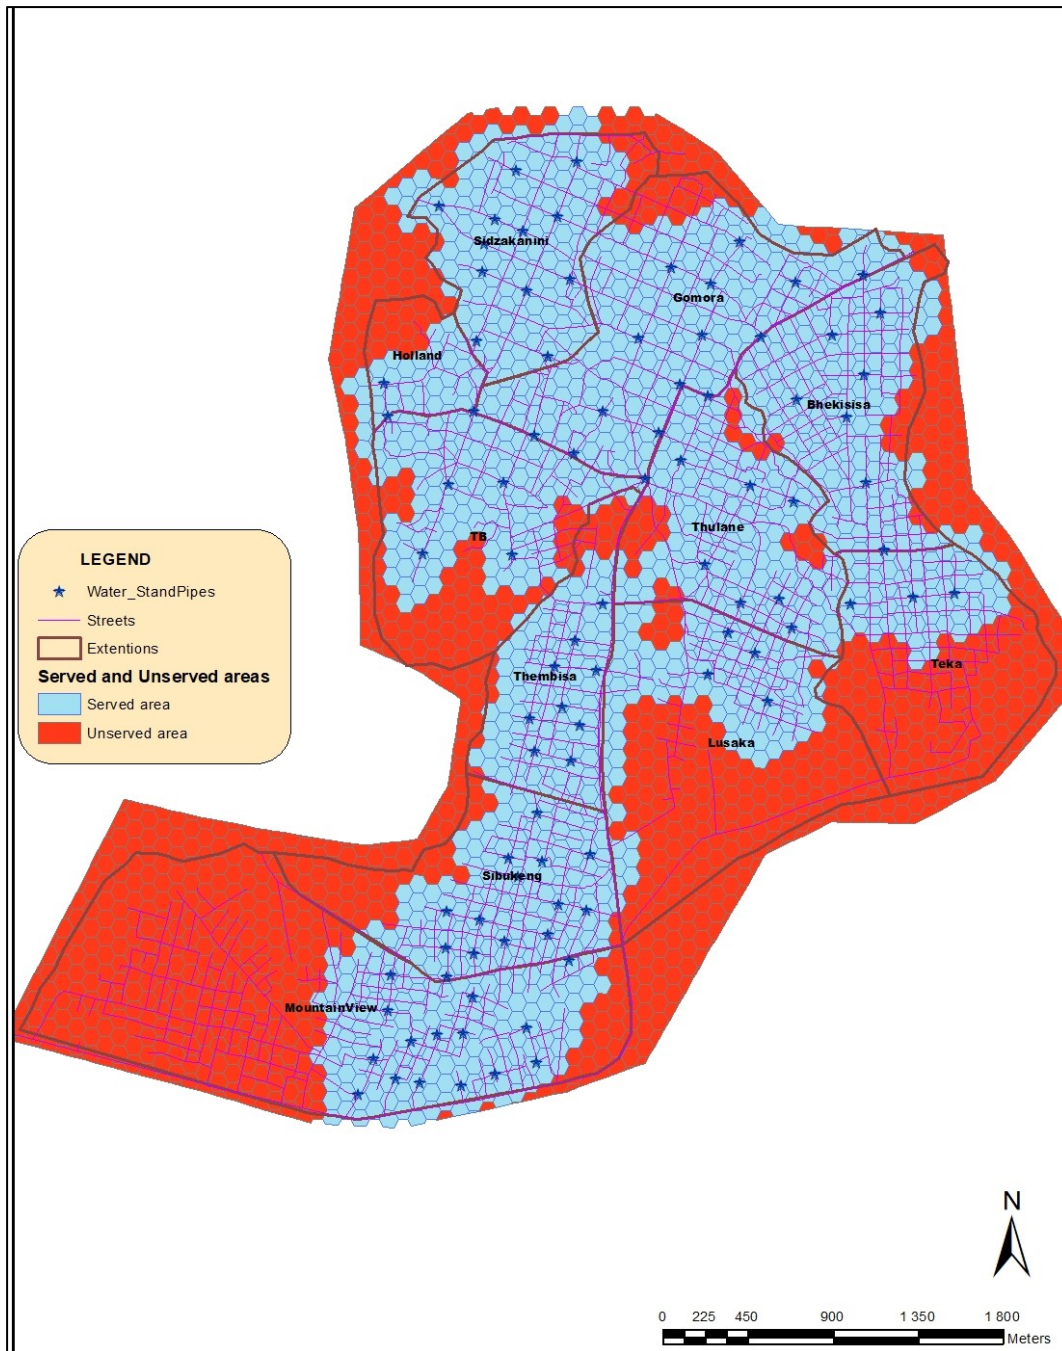 Sidzakanini
Gomora
Holland
Bhekisisa
Thulane
TB
Thembisa
Teka
Lusaka
Sibukeng
MountainView
LEGEND
Water_StandPipes
Streets
Extentions
Served and Unserved areas
Served area
Unserved area
N
0 225 450 900 1 350 1 800
Meters